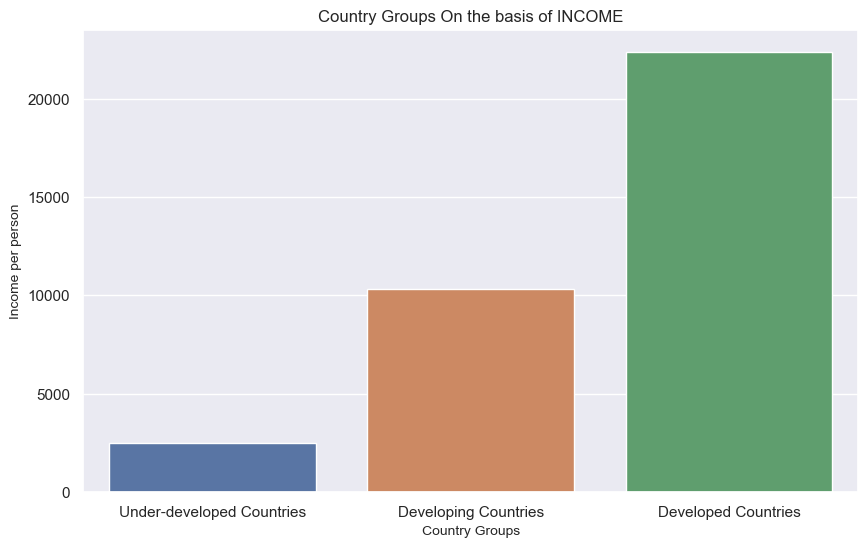 Country Groups On the basis of INCOME
Income per person
20000
15000
10000
5000
0
Under-developed Countries
Developing Countries
Developed Countries
Country Groups